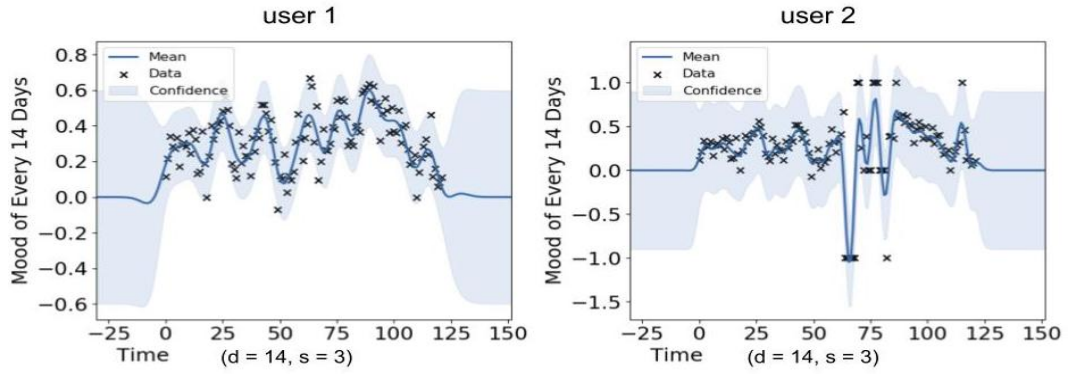 user 1
Mood of Every 14 Days
0.8
0.6
0.4
0.2
0.0
−0.2
−0.4
−0.6
Mean
Data
Confidence
−25 0 25 50 75 100 125 150
Time
(d = 14, s = 3)
user 2
Mood of Every 14 Days
1.0
0.5
0.0
−0.5
−1.0
−1.5
Mean
Data
Confidence
−25 0 25 50 75 100 125 150
Time
(d = 14, s = 3)